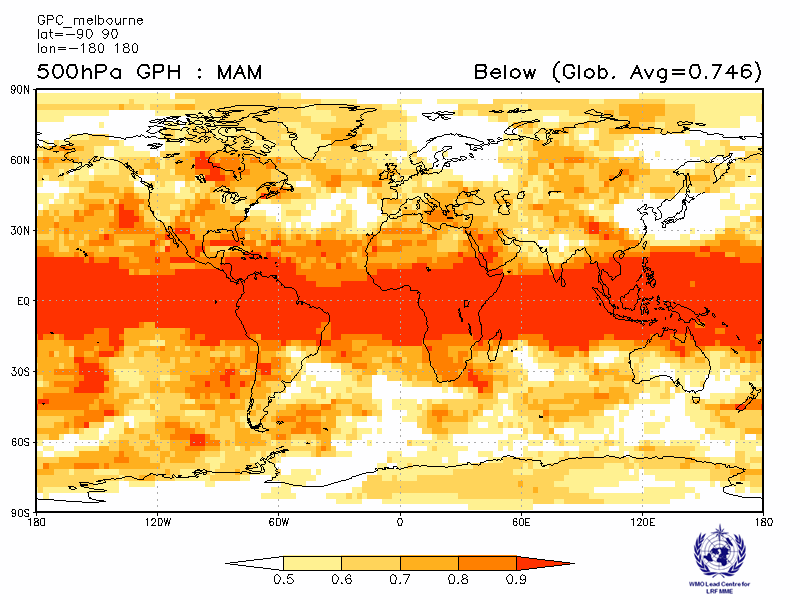 GPC_melbourne
lat=-90 90
lon=-180 180
500hPa GPH : MAM
Below (Glob. Avg=0.746)
90N
60N
30N
EQ
30S
60S
90S
180 120W 60W 0 60E 120E 180
0.5 0.6 0.7 0.8 0.9
WMO Lead Centre for
LRF MME